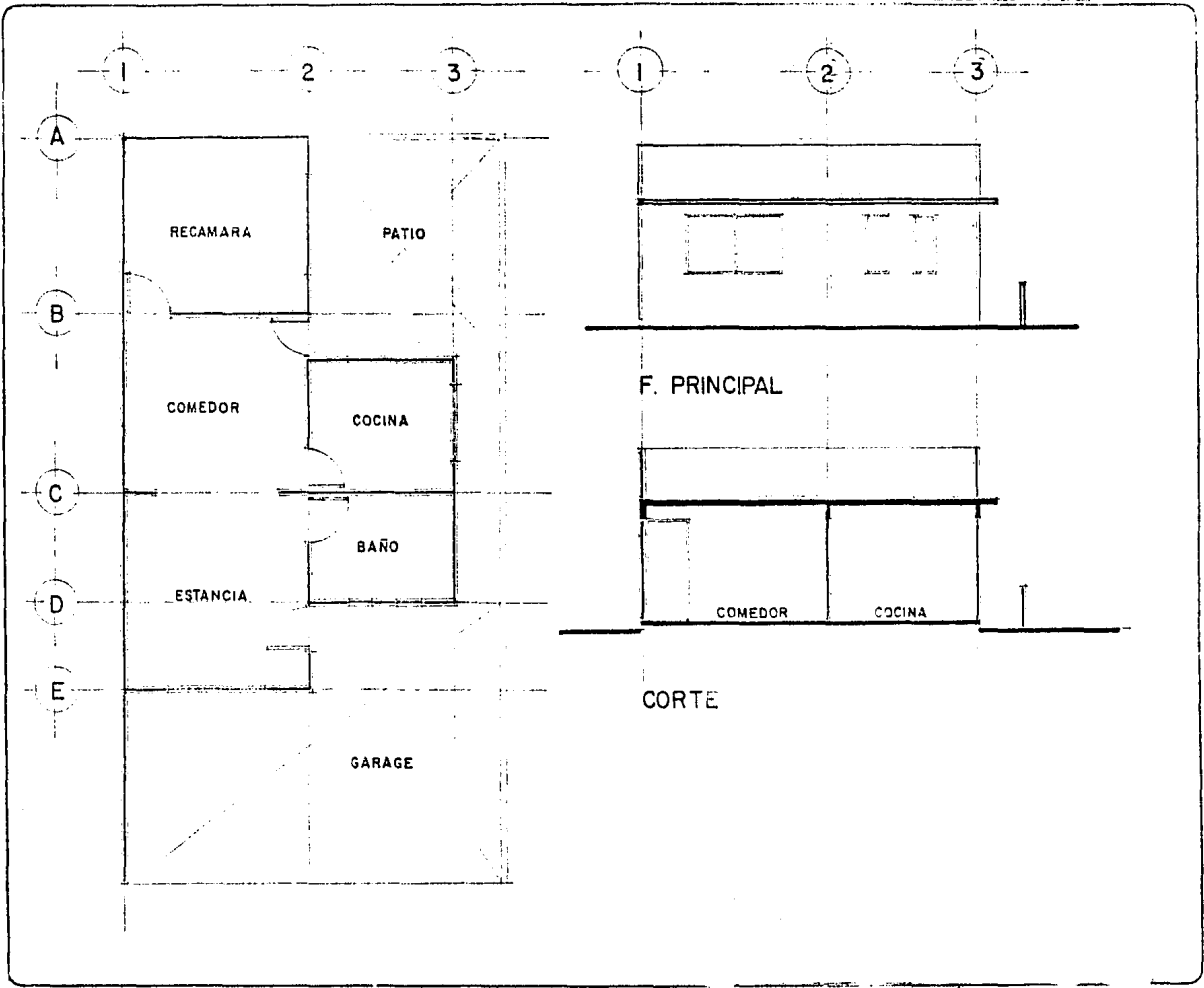 1 2 3
1 2 3
A
RECAMARA PATIO
B
F. PRINCIPAL
COMEDOR
COCINA
C
BAÑO
ESTANCIA
D
COMEDOR COCINA
E
CORTE
GARAGE